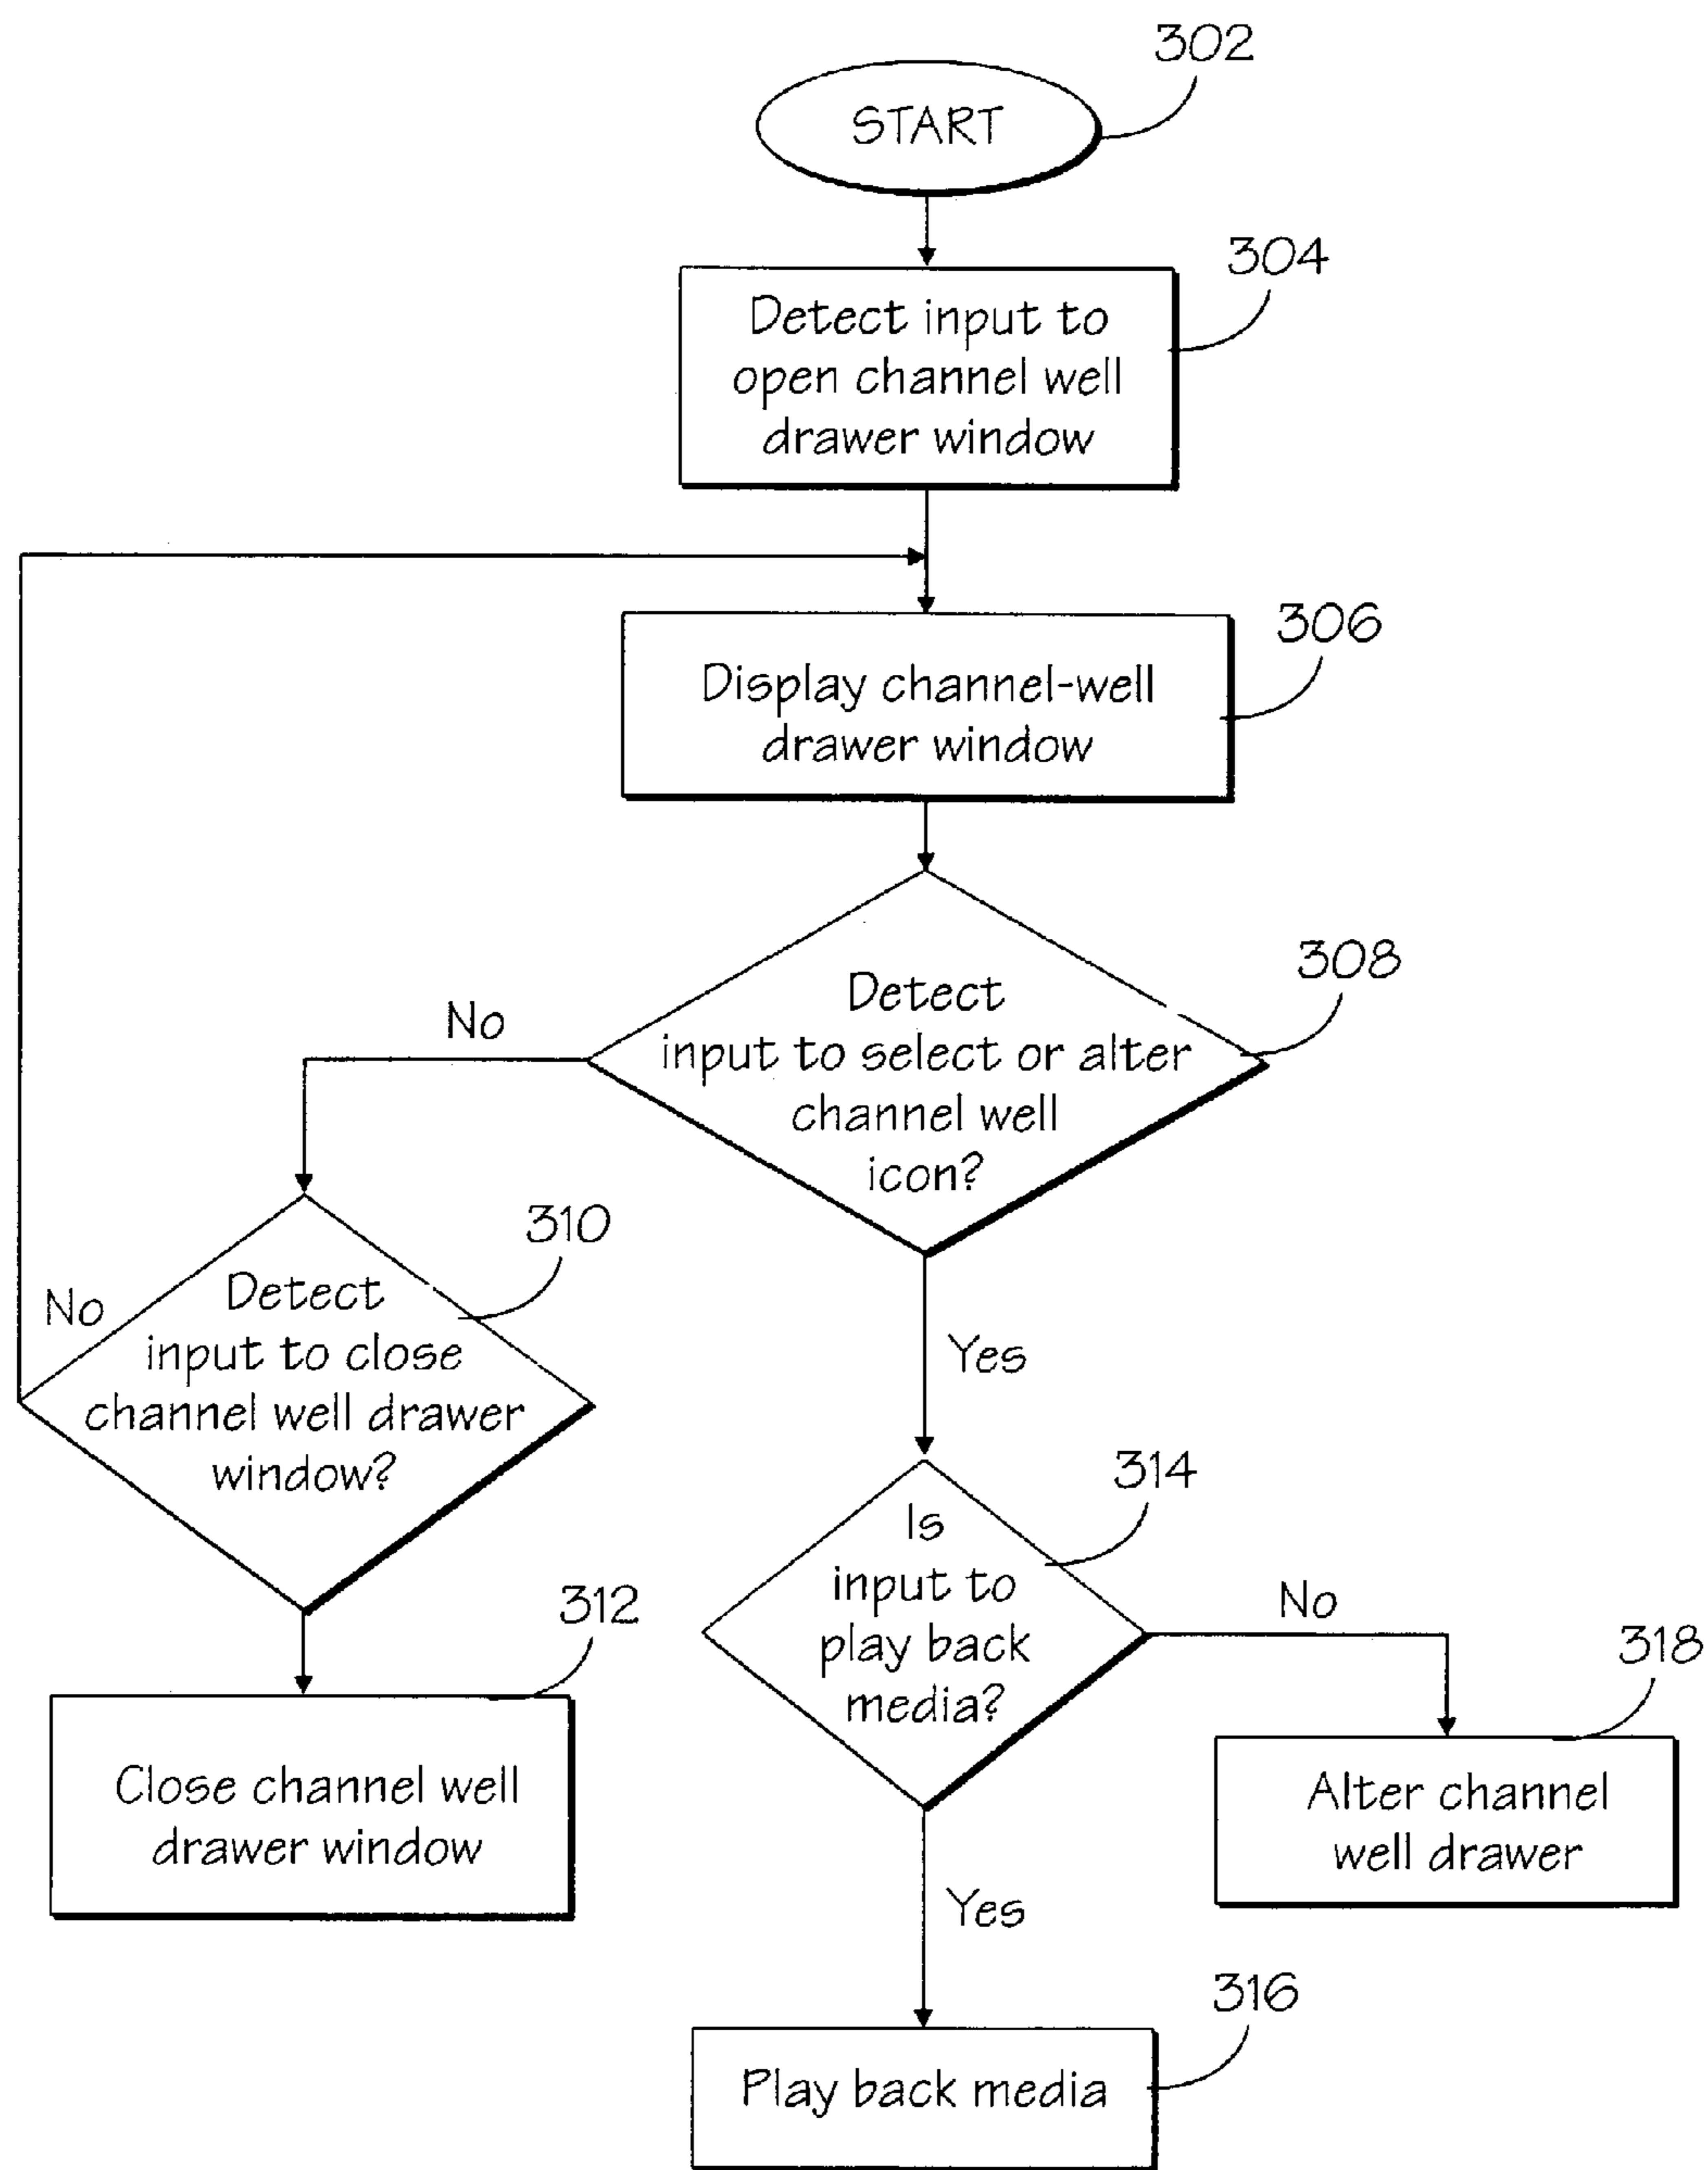 302
START
304
Detect input to
open channel well
drawer window
306
Display channel-well
drawer window
308
Detect
input to select or alter
channel well
icon?
No
310
Detect
input to close
channel well drawer
window?
No
Yes
312
Close channel well
drawer window
314
Is
input to
play back
media?
No
318
Alter channel
well drawer
Yes
316
Play back media